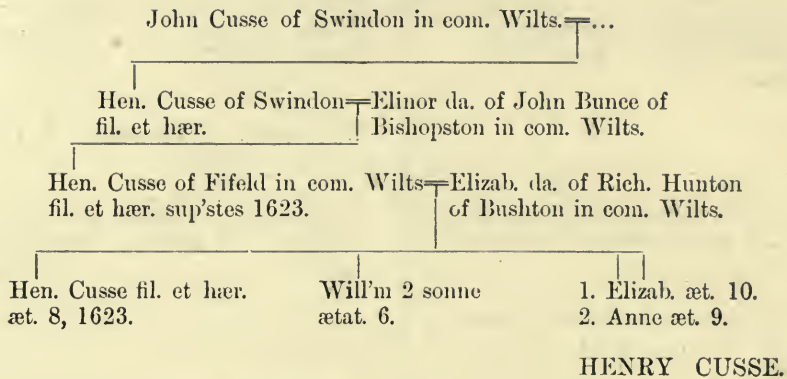 John Cusse of Swindon in com. Wilts.=...
Hen. Cusse of Swindon=Elinor da. of John Bunce of
fil. et hær. Bishopston in com. Wilts.
Hen. Cusse of Fifeld in com. Wilts=Elizab. da. of Rich. Hunton
fil. et hær. sup'stes 1623. of Bushton in com. Wilts.
Hen. Cusse fil. et hær. Will'm 2 sonne 1. Elizab. æt. 10.
æt. 8, 1623. ætat. 6. 2. Anne æt. 9.
HENRY CUSSE.